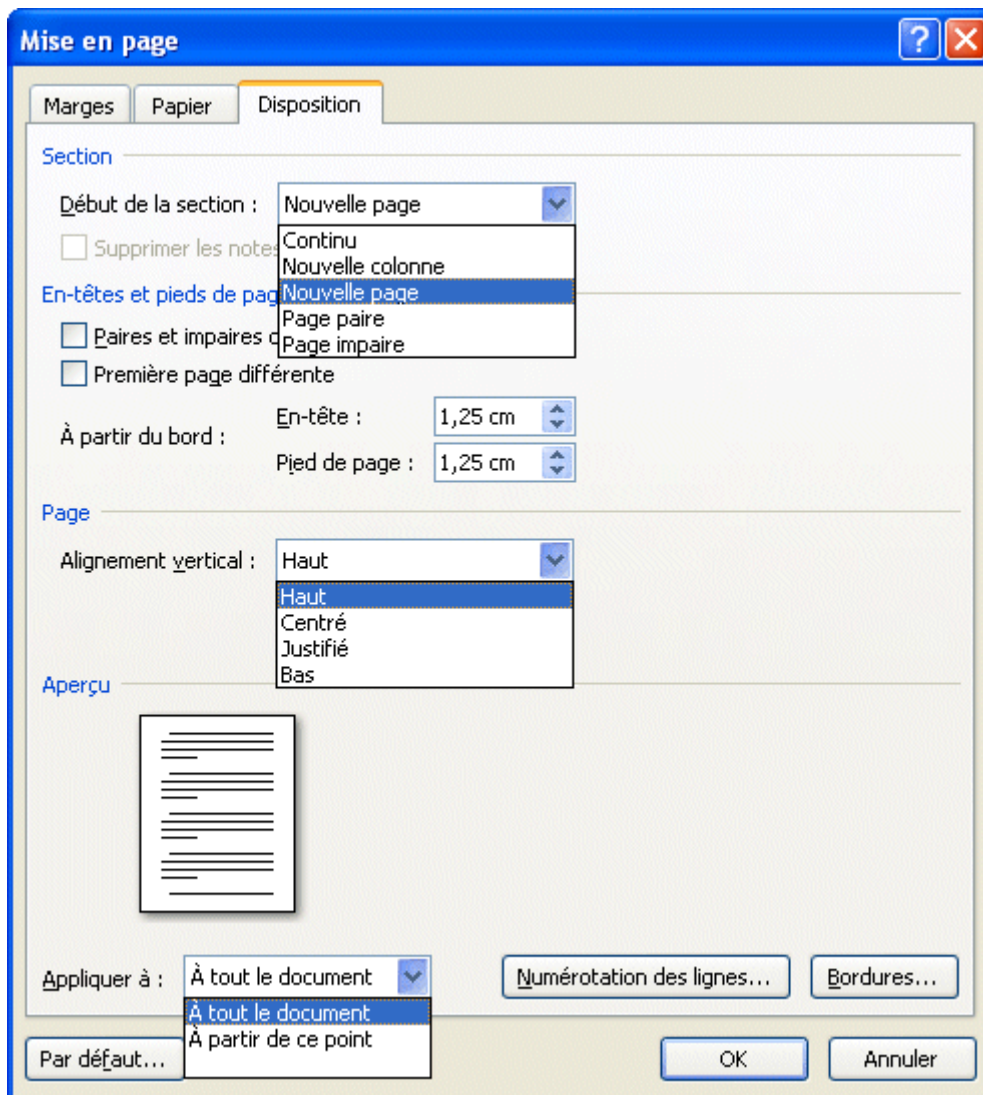 Mise en page
Marges Papier Disposition
Section
Début de la section : Nouvelle page
Continu
Supprimer les notes
Nouvelle colonne
En-têtes et pieds de pag
Nouvelle page
Page paire
Paires et impaires
Page impaire
Première page différente
À partir du bord :
En-tête : 1,25 cm
Pied de page : 1,25 cm
Page
Alignement vertical : Haut
Haut
Centré
Justifié
Bas
Aperçu
Appliquer à : À tout le document Numérotation des lignes... Bordures...
À tout le document
À partir de ce point
Par défaut... OK Annuler